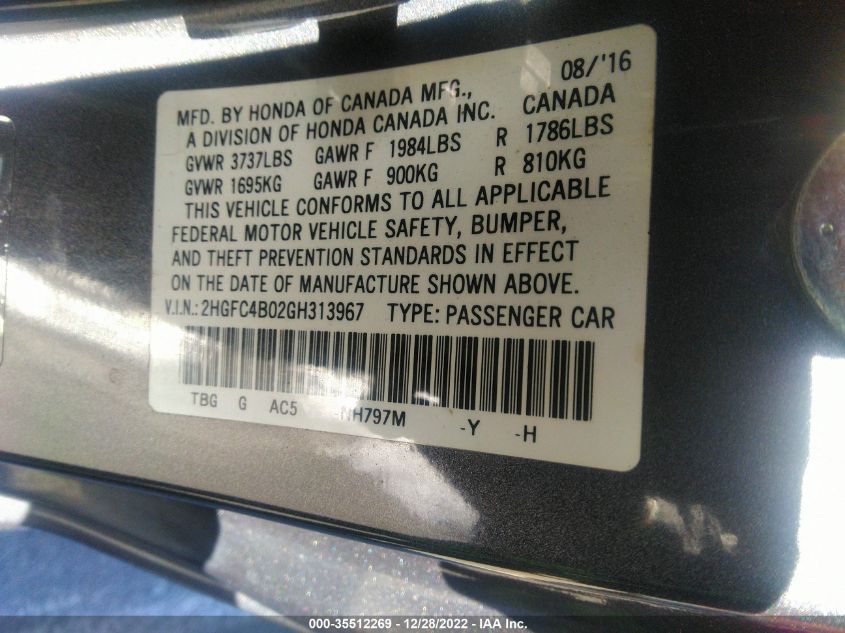 08/'16
MFD. BY HONDA OF CANADA MFG.,
A DIVISION OF HONDA CANADA INC. CANADA
GVWR 3737LBS GAWR F 1984LBS R 1786LBS
GVWR 1695KG GAWR F 900KG R 810KG
THIS VEHICLE CONFORMS TO ALL APPLICABLE
FEDERAL MOTOR VEHICLE SAFETY, BUMPER,
AND THEFT PREVENTION STANDARDS IN EFFECT
ON THE DATE OF MANUFACTURE SHOWN ABOVE.
V.I.N.: 2HGFC4B02GH313967 TYPE: PASSENGER CAR
TBG G AC5 -NH797M -Y -H
000-35512269 - 12/28/2022 - IAA Inc.